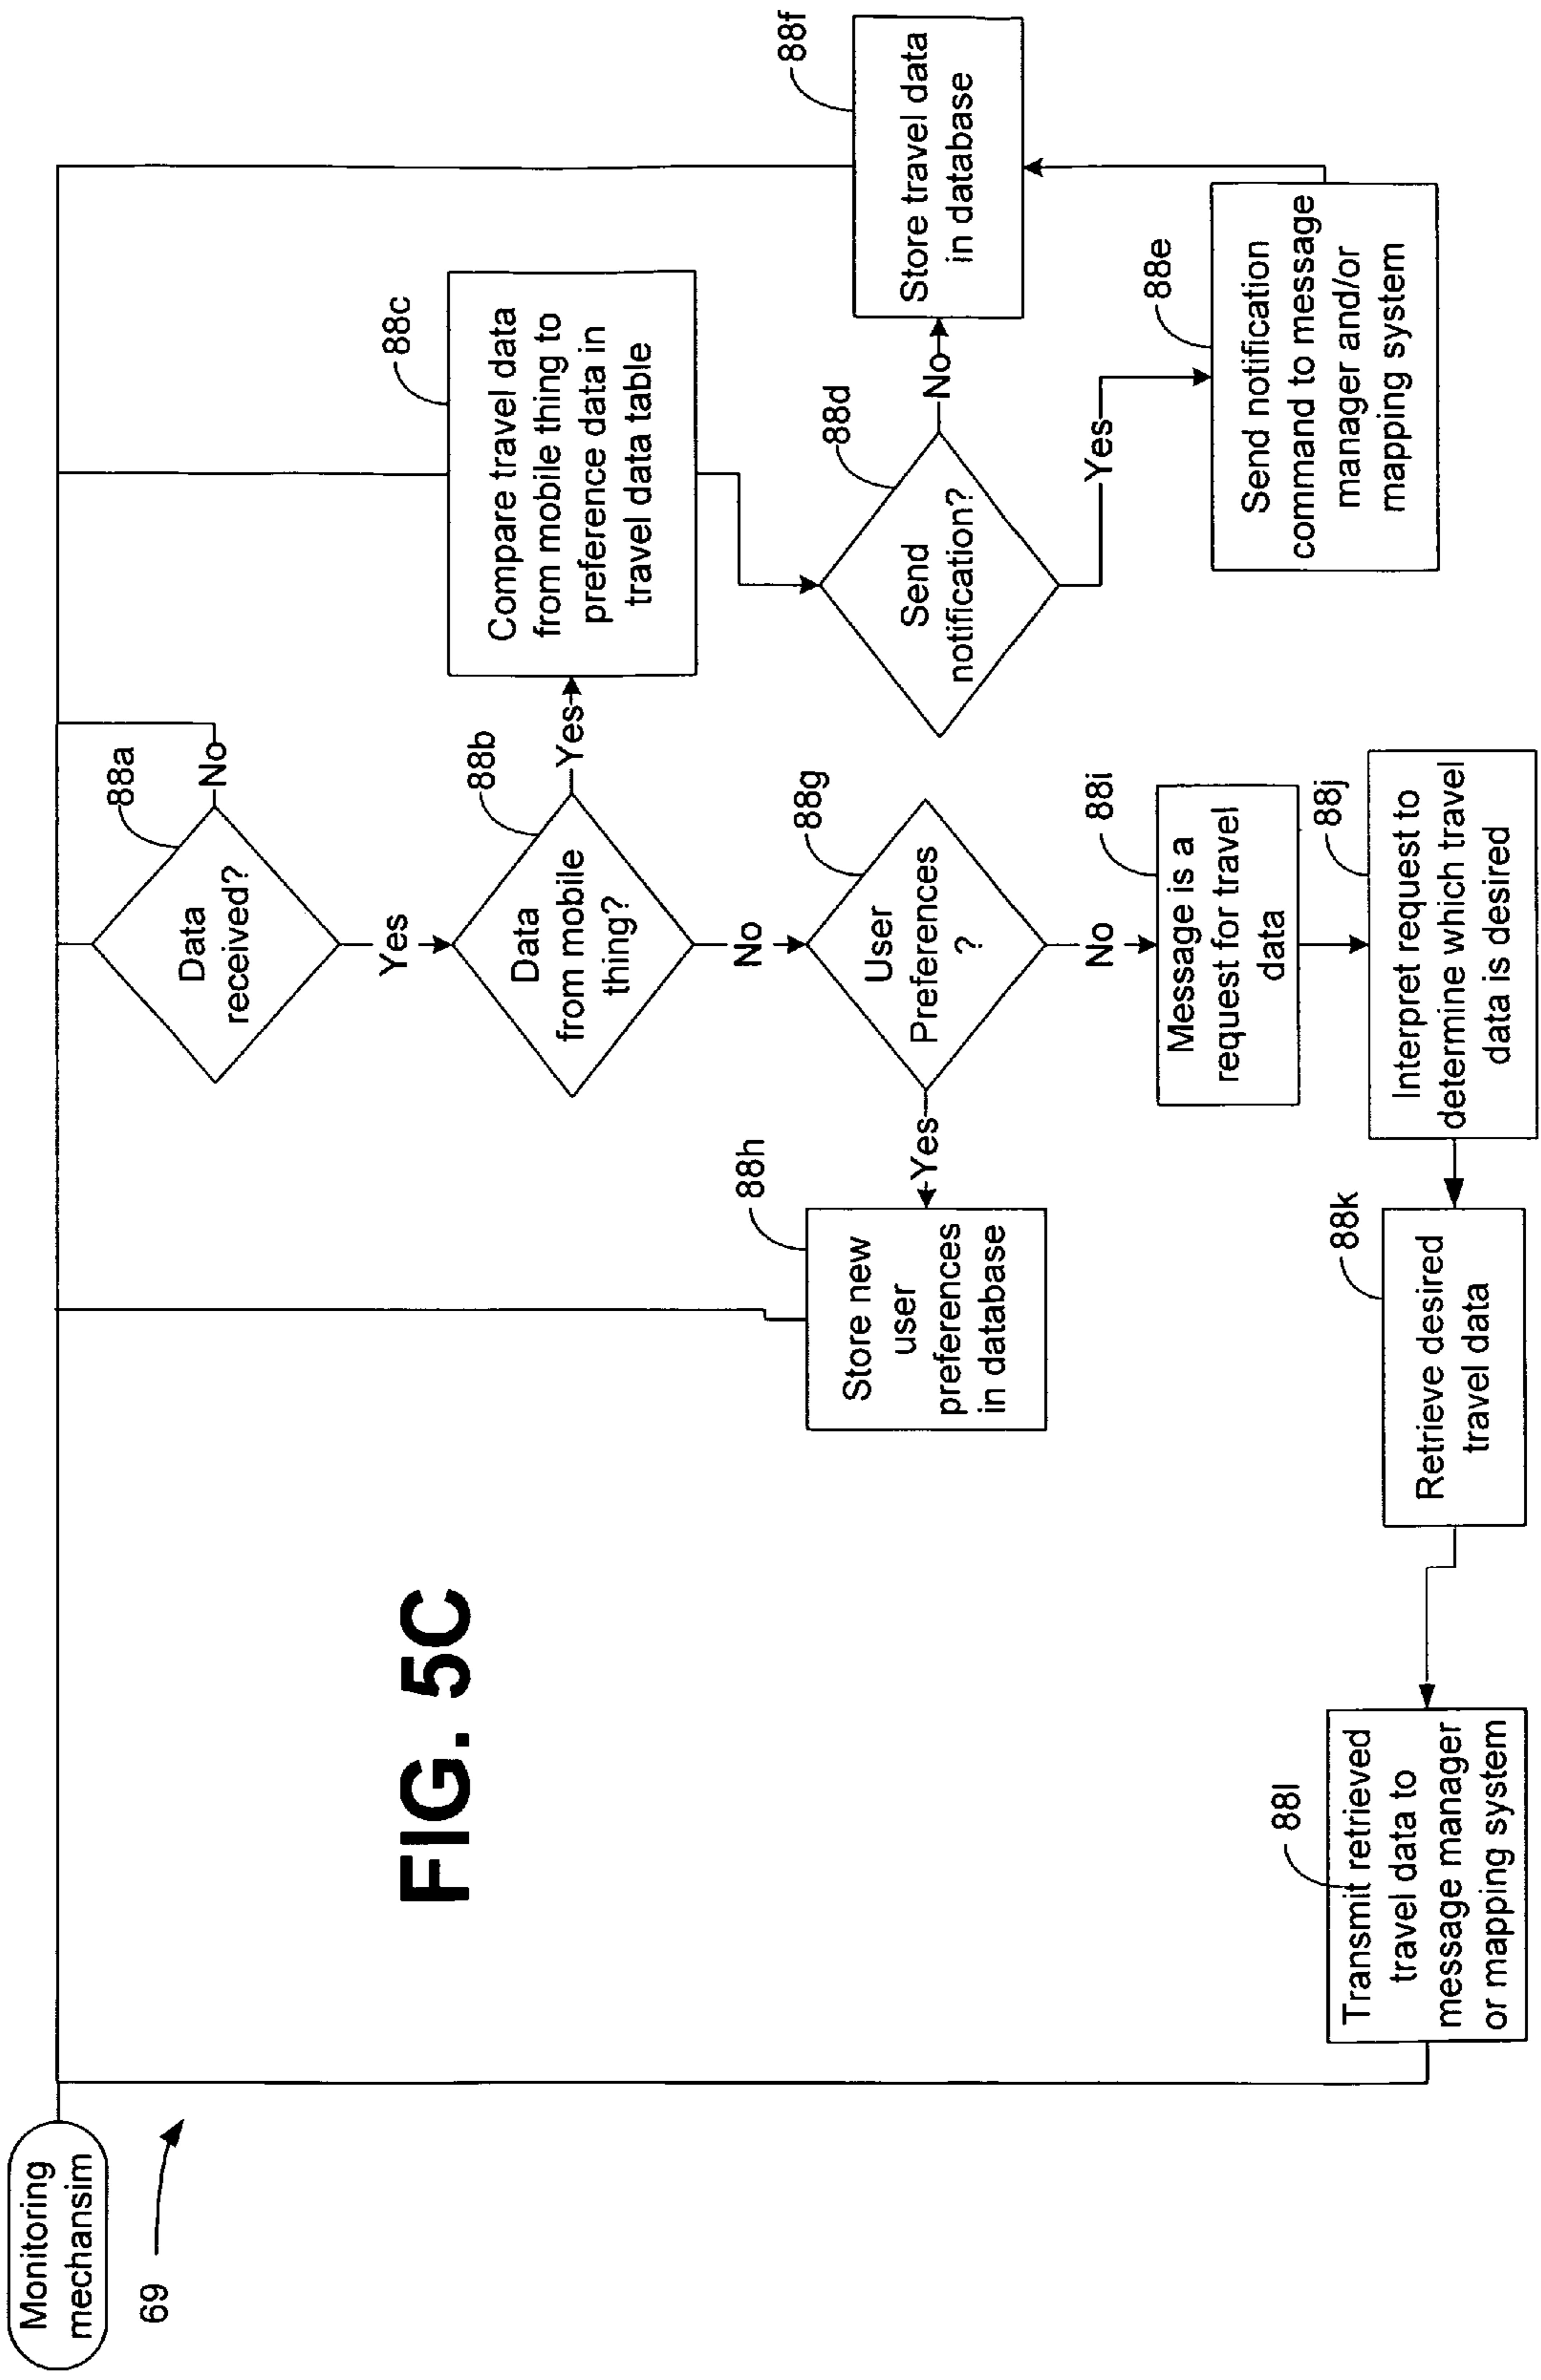 Monitoring
mechansim
69
88a
Data
received?
No
Yes
88b
Data
from mobile
thing?
Yes
No
88c
Compare travel data
from mobile thing to
preference data in
travel data table
88d
Send
notification?
No
Yes
88e
Send notification
command to message
manager and/or
mapping system
88f
Store travel data
in database
88g
User
Preferences
?
Yes
No
88h
Store new
user
preferences
in database
88i
Message is a
request for travel
data
88j
Interpret request to
determine which travel
data is desired
88k
Retrieve desired
travel data
88l
Transmit retrieved
travel data to
message manager
or mapping system
FIG. 5C